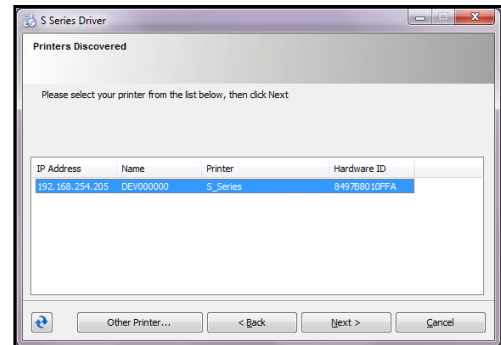 S Series Driver
Printers Discovered
Please select your printer from the list below, then click Next
IP Address Name Printer Hardware ID
192.168.254.205 DEV000000 S_Series 8497B8010FFA
Other Printer... < Back Next > Cancel